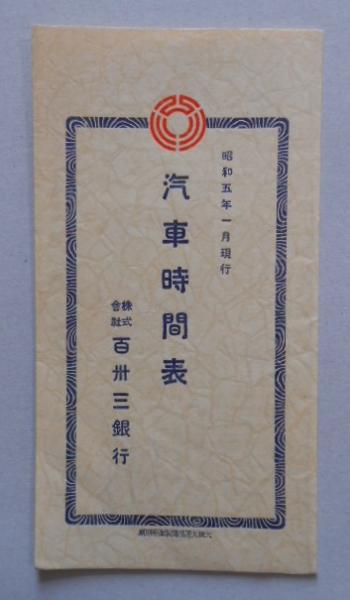 昭和五年一月現行
汽車時間表
株式會社
百卅三銀行